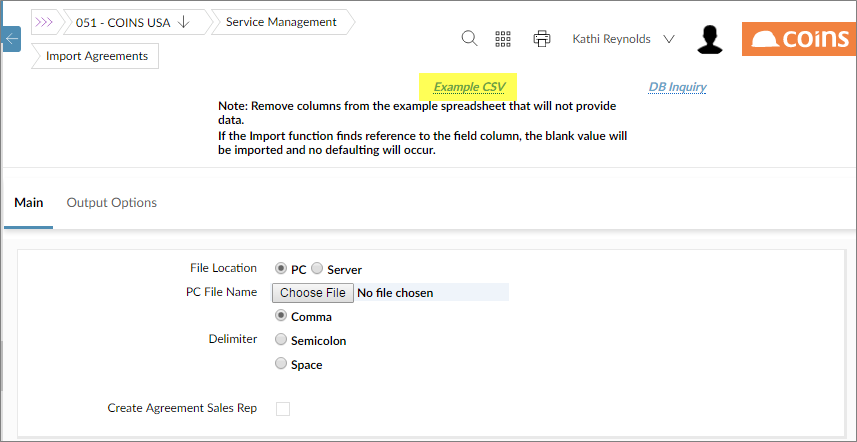 >>> 051 - COINS USA Service Management
Import Agreements
Kathi Reynolds
COINS
Example CSV DB Inquiry
Note: Remove columns from the example spreadsheet that will not provide
data.
If the Import function finds reference to the field column, the blank value will
be imported and no defaulting will occur.
Main Output Options
File Location PC Server
PC File Name Choose File No file chosen
Comma
Delimiter Semicolon
Space
Create Agreement Sales Rep